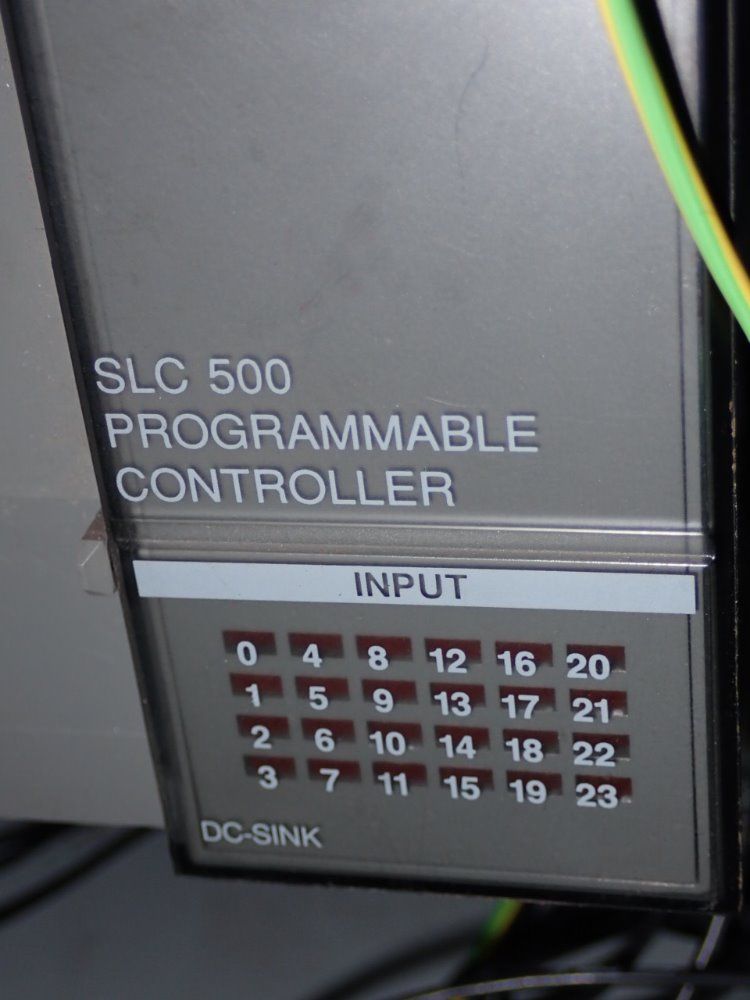 SLC 500
PROGRAMMABLE
CONTROLLER
INPUT
0 4 8 12 16 20
1 5 9 13 17 21
2 6 10 14 18 22
3 7 11 15 19 23
DC-SINK